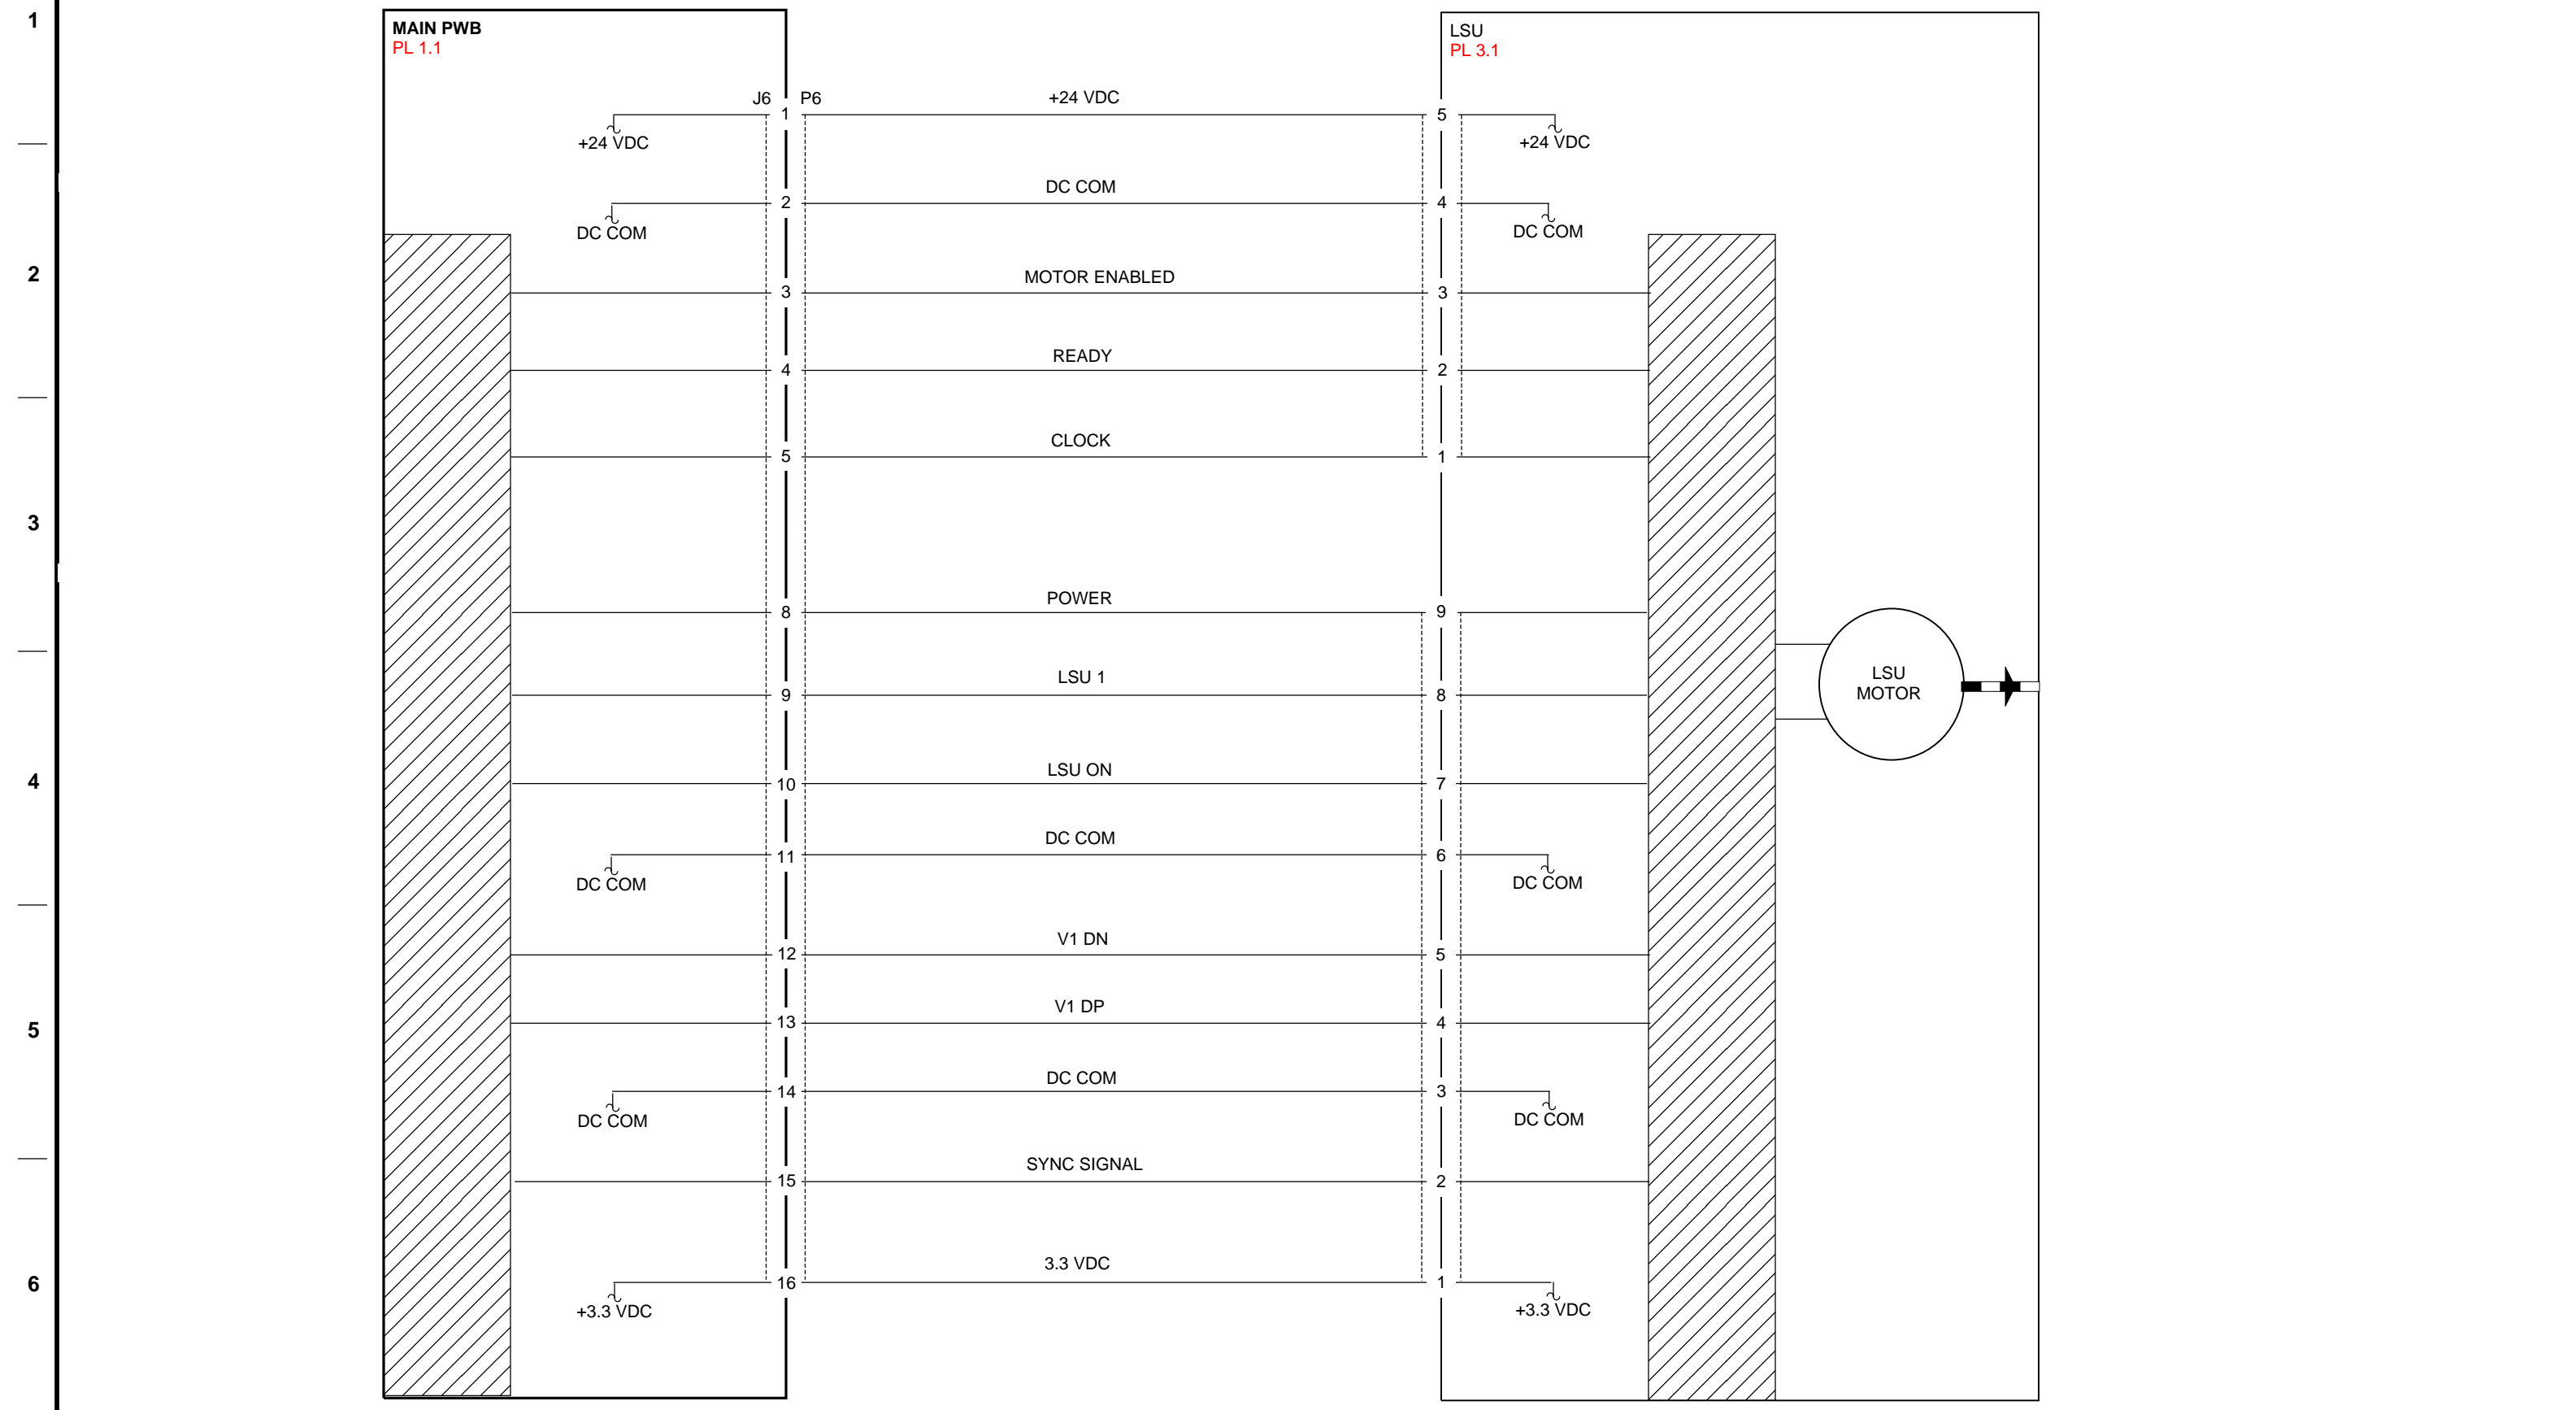 1
MAIN PWB
PL 1.1
LSU
PL 3.1
J6 P6
+24 VDC
1
5
+24 VDC
+24 VDC
DC COM
2
4
DC COM
DC COM
2
MOTOR ENABLED
3
3
READY
4
2
CLOCK
5
1
3
POWER
8
9
LSU 1
9
8
LSU
MOTOR
4
LSU ON
10
7
DC COM
11
6
DC COM
DC COM
V1 DN
12
5
V1 DP
13
4
5
DC COM
14
3
DC COM
DC COM
SYNC SIGNAL
15
2
3.3 VDC
6
16
1
+3.3 VDC
+3.3 VDC